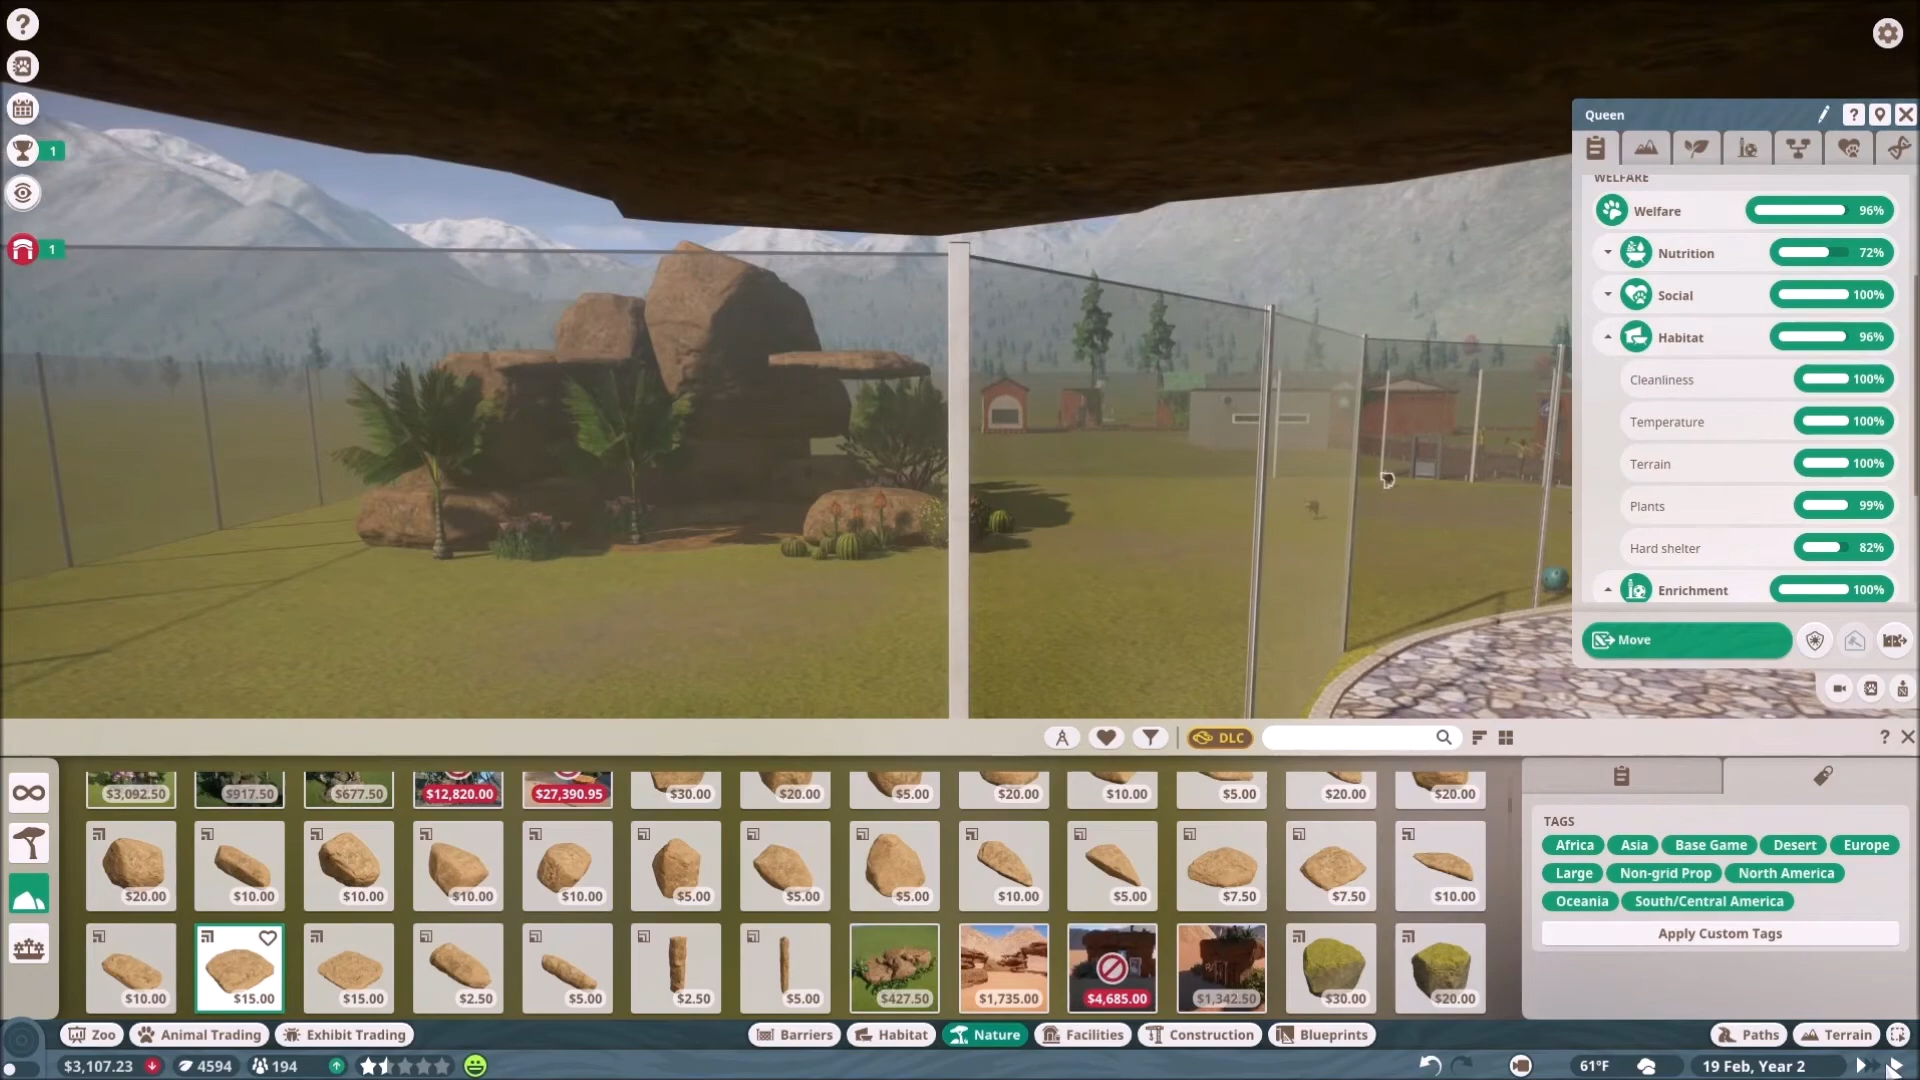 ?
1
1
Queen
?
WELFARE
Welfare 96%
Nutrition 72%
Social 100%
Habitat 96%
Cleanliness 100%
Temperature 100%
Terrain 100%
Plants 99%
Hard shelter 82%
Enrichment 100%
Move
DLC
?
$3,092.50 $917.50 $677.50 $12,820.00 $27,390.95 $30.00 $20.00 $5.00 $20.00 $10.00 $5.00 $20.00 $20.00
$20.00 $10.00 $10.00 $10.00 $10.00 $5.00 $5.00 $5.00 $10.00 $5.00 $7.50 $7.50 $10.00
$10.00 $15.00 $15.00 $2.50 $5.00 $2.50 $5.00 $427.50 $1,735.00 $4,685.00 $1,342.50 $30.00 $20.00
TAGS
Africa Asia Base Game Desert Europe
Large Non-grid Prop North America
Oceania South/Central America
Apply Custom Tags
Zoo Animal Trading Exhibit Trading Barriers Habitat Nature Facilities Construction Blueprints Paths Terrain
$3,107.23 4594 194 61°F 19 Feb, Year 2